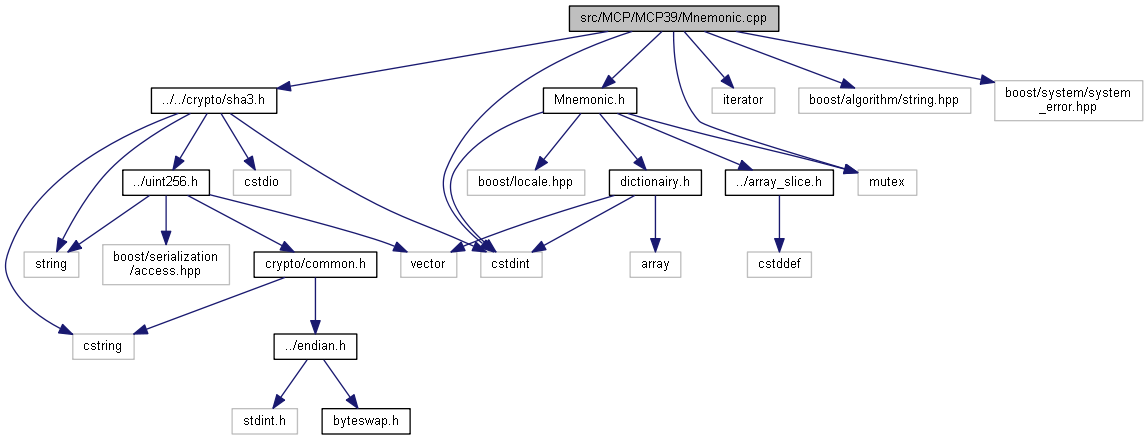 src/MCP/MCP39/Mnemonic.cpp
../../crypto/sha3.h
Mnemonic.h
iterator
boost/algorithm/string.hpp
boost/system/system
_error.hpp
../uint256.h
cstdio
boost/locale.hpp
dictionairy.h
../array_slice.h
mutex
string
boost/serialization
/access.hpp
crypto/common.h
vector
cstdint
array
cstddef
cstring
../endian.h
stdint.h
byteswap.h